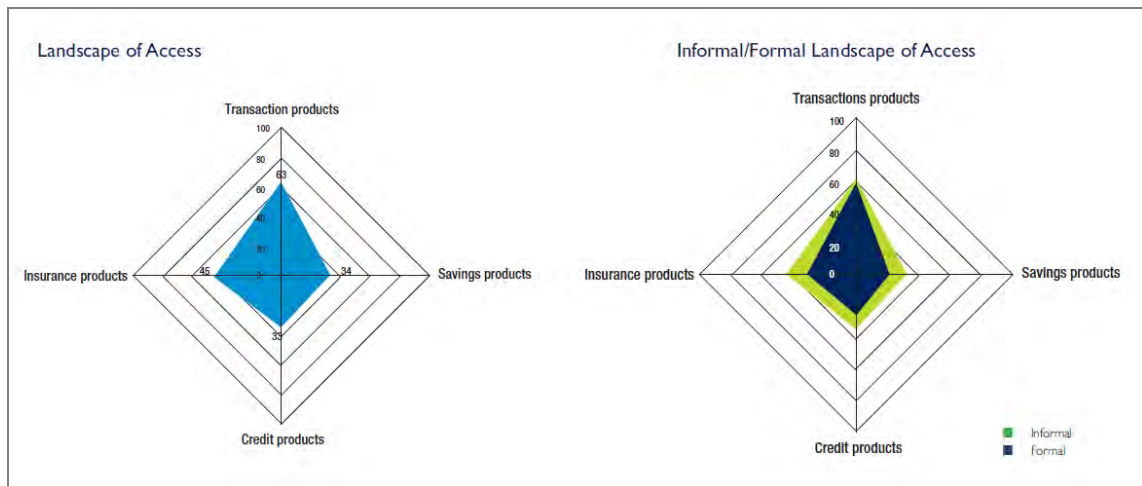 Landscape of Access
Transaction products
100
80
63
60
40
20
Insurance products
45
0
34
Savings products
33
Credit products
Informal/Formal Landscape of Access
Transactions products
100
80
60
40
20
Insurance products
0
Savings products
Credit products
Informal
Formal